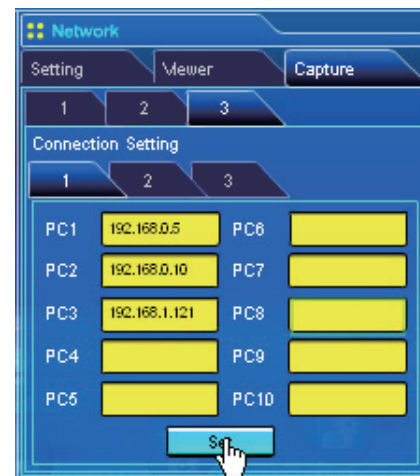 Network
Setting Viewer Capture
1 2 3
Connection Setting
1 2 3
PC1 192.168.0.5 PC6
PC2 192.168.0.10 PC7
PC3 192.168.1.121 PC8
PC4 PC9
PC5 PC10